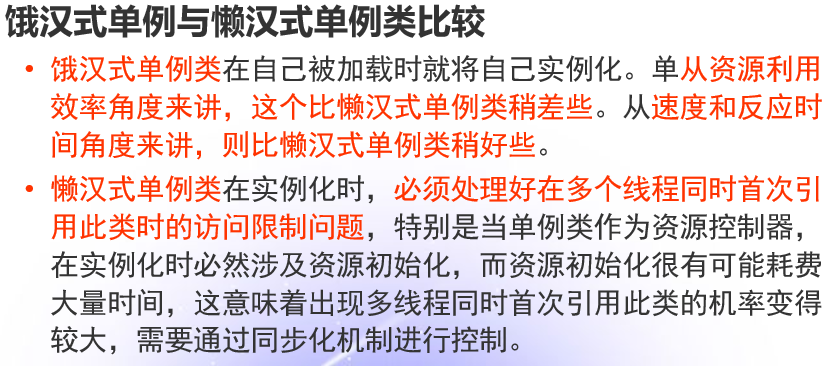 饿汉式单例与懒汉式单例类比较
• 饿汉式单例类在自己被加载时就将自己实例化。单从资源利用
效率角度来讲，这个比懒汉式单例类稍差些。从速度和反应时
间角度来讲，则比懒汉式单例类稍好些。
• 懒汉式单例类在实例化时，必须处理好在多个线程同时首次引
用此类时的访问限制问题，特别是当单例类作为资源控制器，
在实例化时必然涉及资源初始化，而资源初始化很有可能耗费
大量时间，这意味着出现多线程同时首次引用此类的机率变得
较大，需要通过同步化机制进行控制。